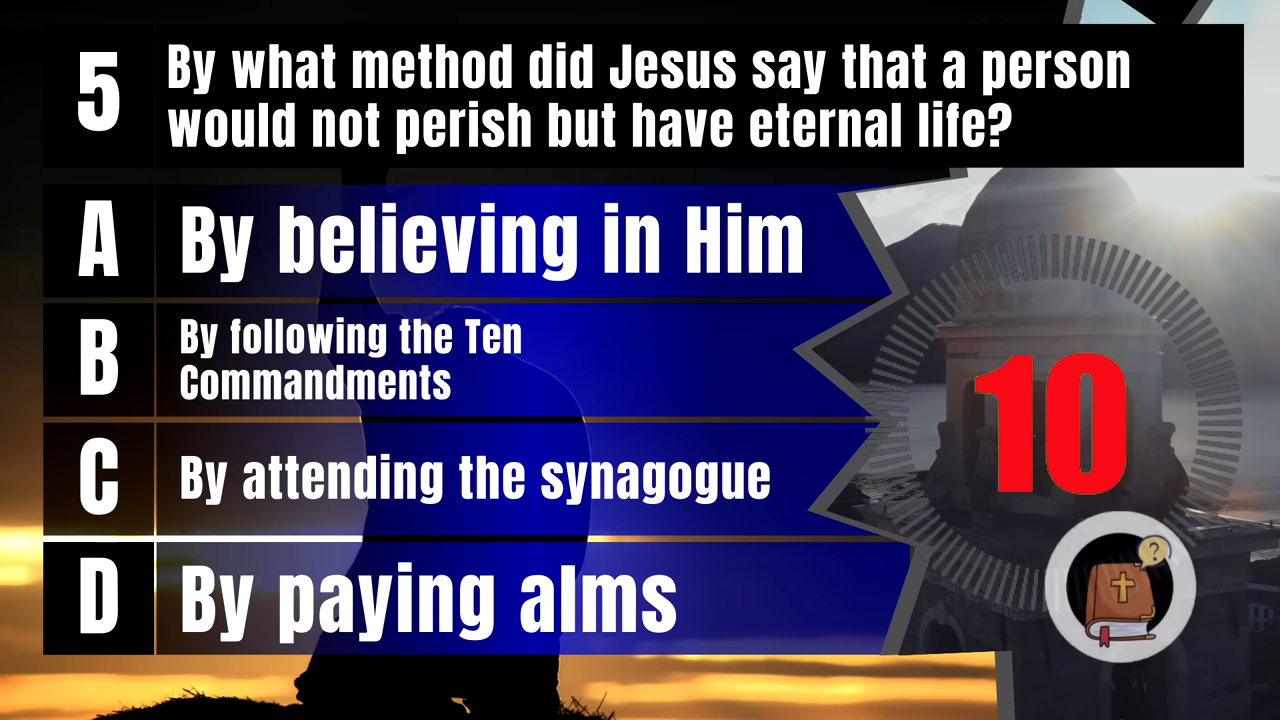 5
By what method did Jesus say that a person
would not perish but have eternal life?
A
By believing in Him
B
By following the Ten
Commandments
C
By attending the synagogue
D
By paying alms
10
?